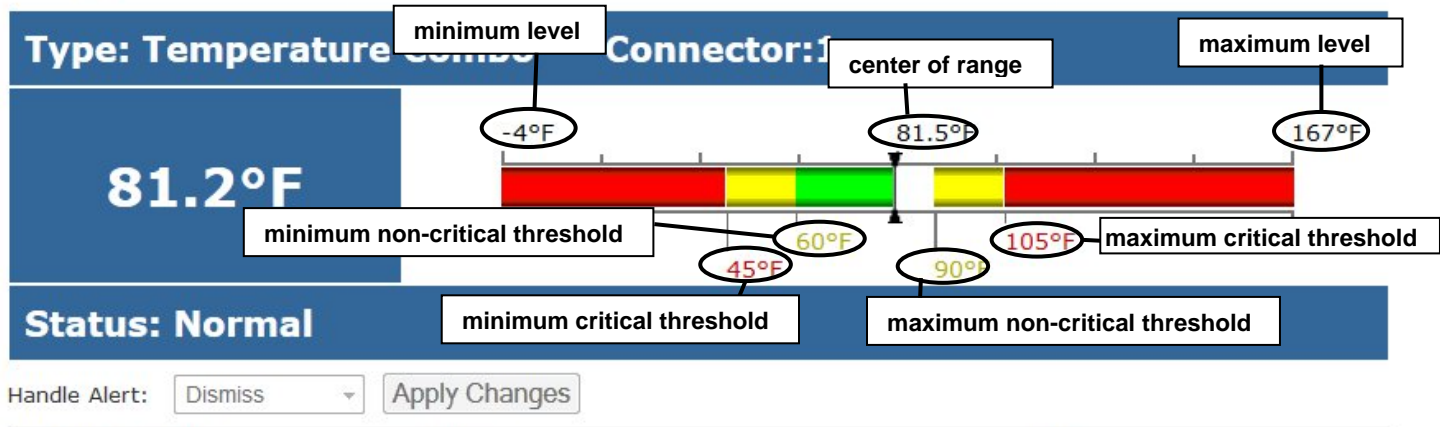 minimum level
maximum level
Type: Temperature Combo Connector:1
center of range
-4°F
81.5°F
167°F
81.2°F
minimum non-critical threshold
60°F
105°F
maximum critical threshold
45°F
90°F
Status: Normal
minimum critical threshold
maximum non-critical threshold
Handle Alert: Dismiss Apply Changes